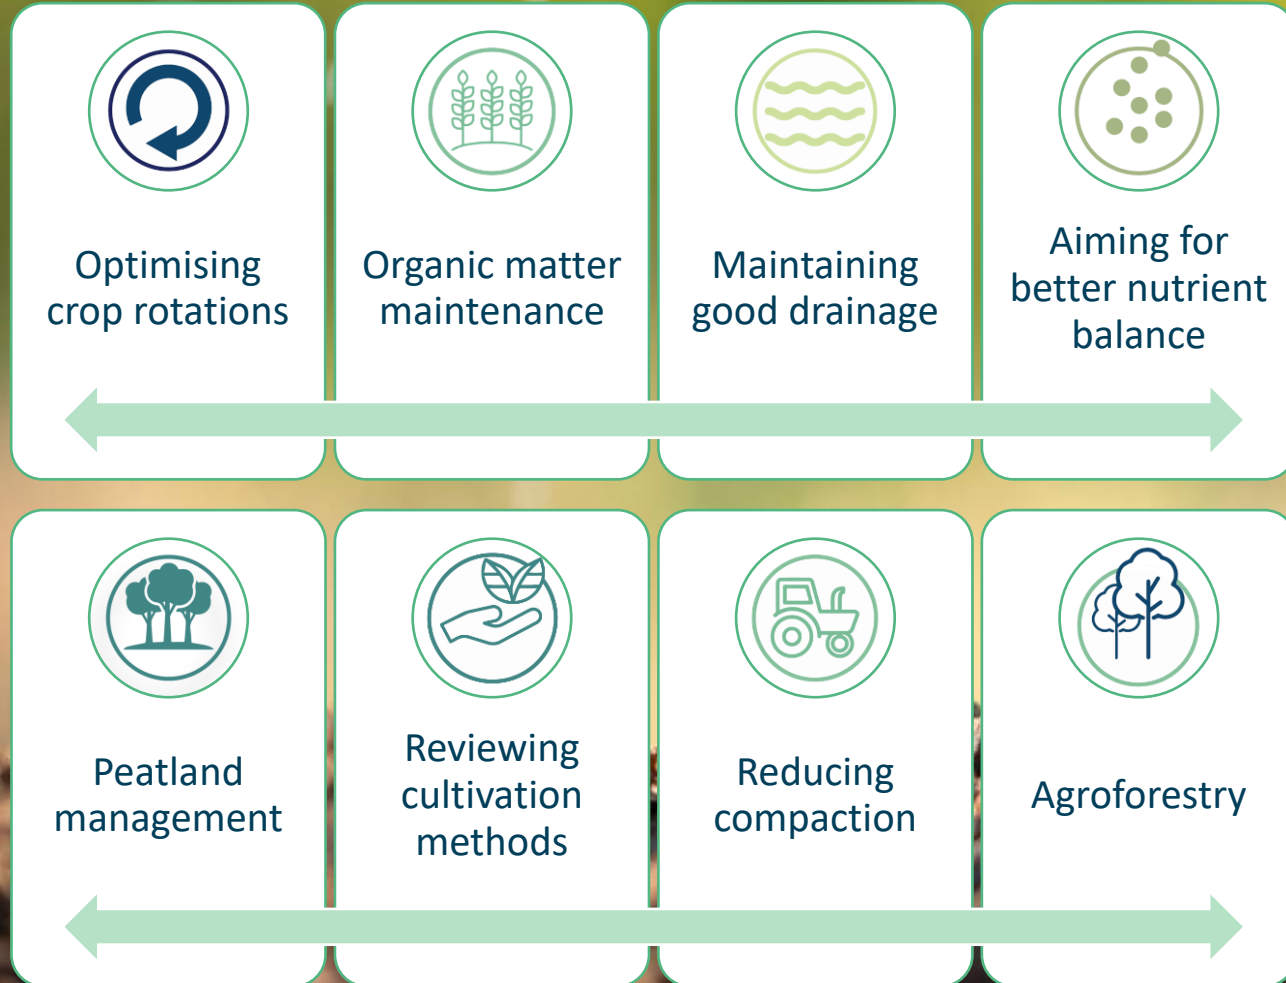 Optimising
crop rotations
Organic matter
maintenance
Maintaining
good drainage
Aiming for
better nutrient
balance
Peatland
management
Reviewing
cultivation
methods
Reducing
compaction
Agroforestry